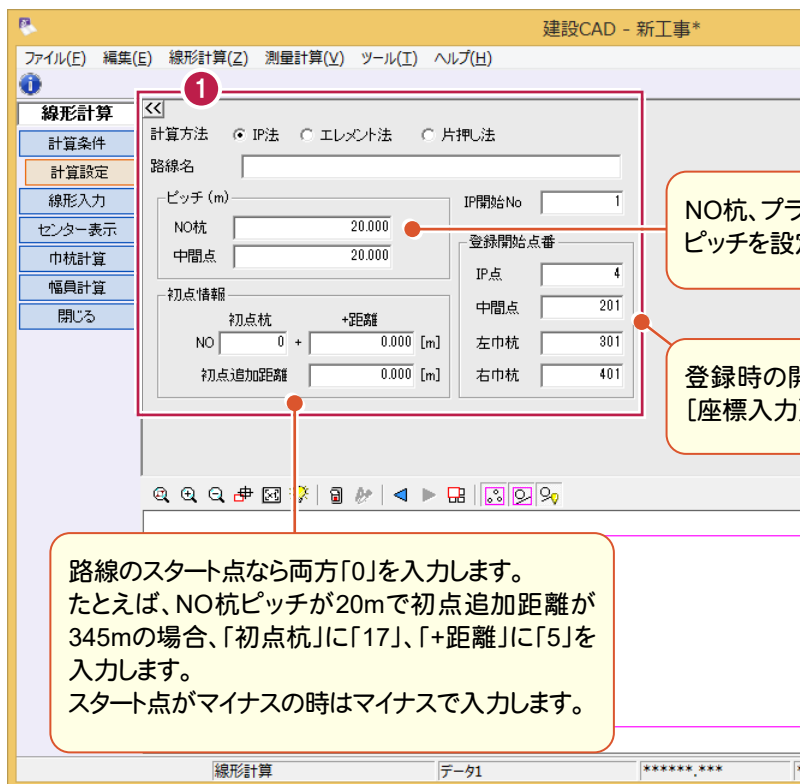 建設CAD - 新工事*
ファイル(F) 編集(E) 線形計算(Z) 測量計算(V) ツール(T) ヘルプ(H)
1
線形計算
計算条件
計算設定
線形入力
センター表示
巾杭計算
幅員計算
閉じる
<<
計算方法 IP法 エレメント法 片押し法
路線名
ピッチ (m)
NO杭 20.000
中間点 20.000
IP開始No 1
登録開始点番
IP点 4
中間点 201
左巾杭 301
右巾杭 401
初点情報
初点杭 +距離
NO 0 + 0.000 [m]
初点追加距離 0.000 [m]
NO杭、プラ
ピッチを設定
登録時の開
[座標入力]
路線のスタート点なら両方「0」を入力します。
たとえば、NO杭ピッチが20mで初点追加距離が
345mの場合、「初点杭」に「17」、「+距離」に「5」を
入力します。
スタート点がマイナスの時はマイナスで入力します。
線形計算 データ1 ******.*** *